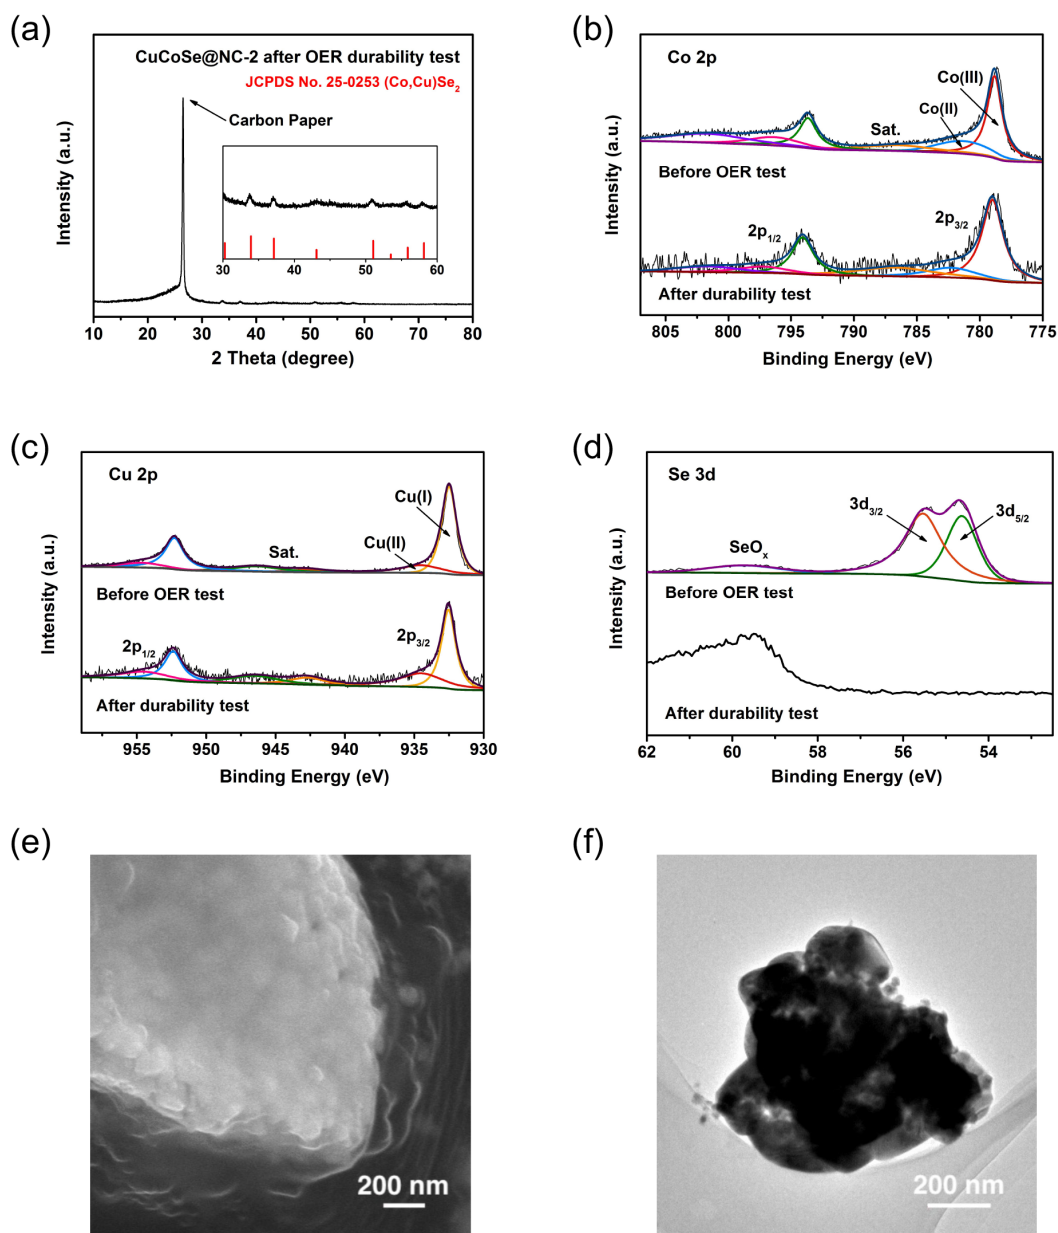 (a)
CuCoSe@NC-2 after OER durability test
JCPDS No. 25-0253 (Co,Cu)Se2
Carbon Paper
30 40 50 60
10 20 30 40 50 60 70 80
2 Theta (degree)
Intensity (a.u.)
(b)
Co 2p
Co(III)
Co(II)
Sat.
Before OER test
2p1/2
2p3/2
After durability test
805 800 795 790 785 780 775
Binding Energy (eV)
Intensity (a.u.)
(c)
Cu 2p
Cu(I)
Cu(II)
Sat.
Before OER test
2p1/2
2p3/2
After durability test
955 950 945 940 935 930
Binding Energy (eV)
Intensity (a.u.)
(d)
Se 3d
3d3/2
3d5/2
SeOx
Before OER test
After durability test
62 60 58 56 54
Binding Energy (eV)
Intensity (a.u.)
(e)
200 nm
(f)
200 nm